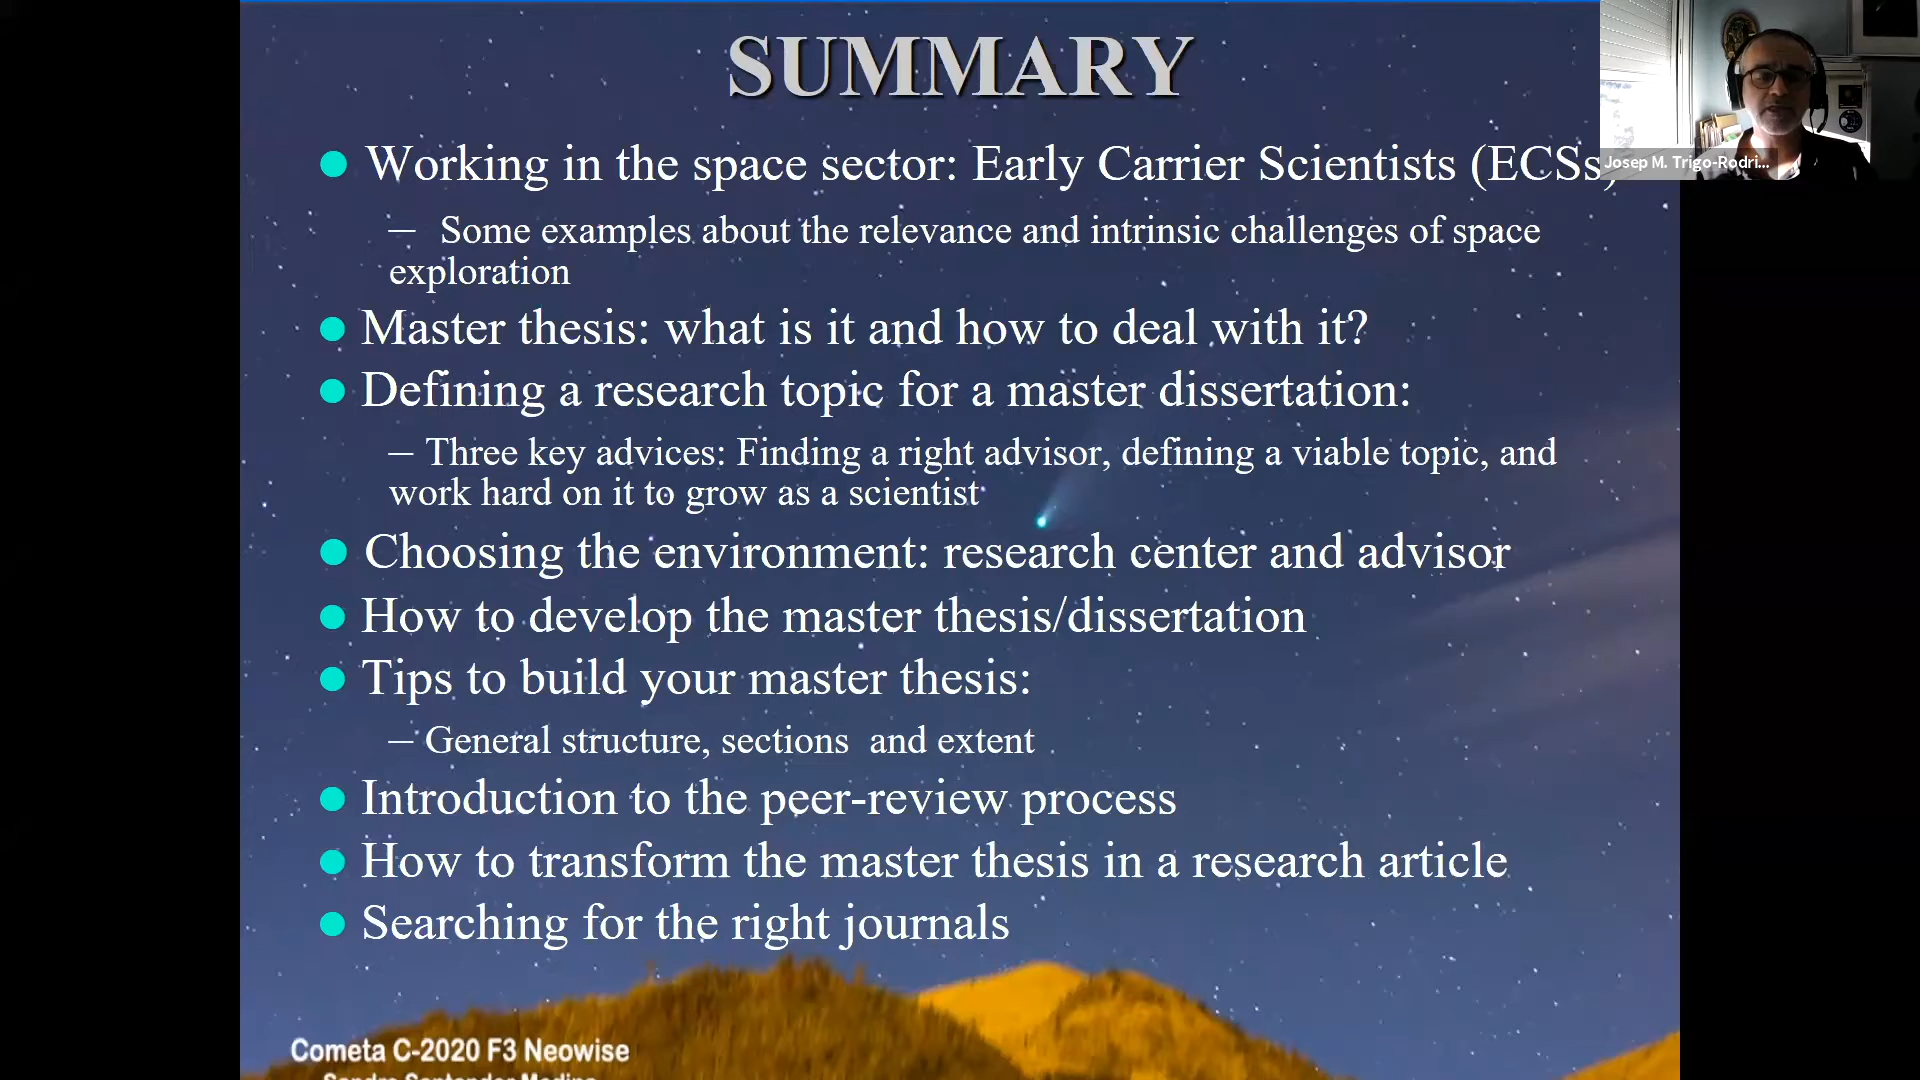 SUMMARY
Working in the space sector: Early Carrier Scientists (ECSs)
– Some examples about the relevance and intrinsic challenges of space
exploration
Master thesis: what is it and how to deal with it?
Defining a research topic for a master dissertation:
– Three key advices: Finding a right advisor, defining a viable topic, and
work hard on it to grow as a scientist
Choosing the environment: research center and advisor
How to develop the master thesis/dissertation
Tips to build your master thesis:
– General structure, sections and extent
Introduction to the peer-review process
How to transform the master thesis in a research article
Searching for the right journals
Cometa C-2020 F3 Neowise
Sandra Santander Medina
Josep M. Trigo-Rodri...